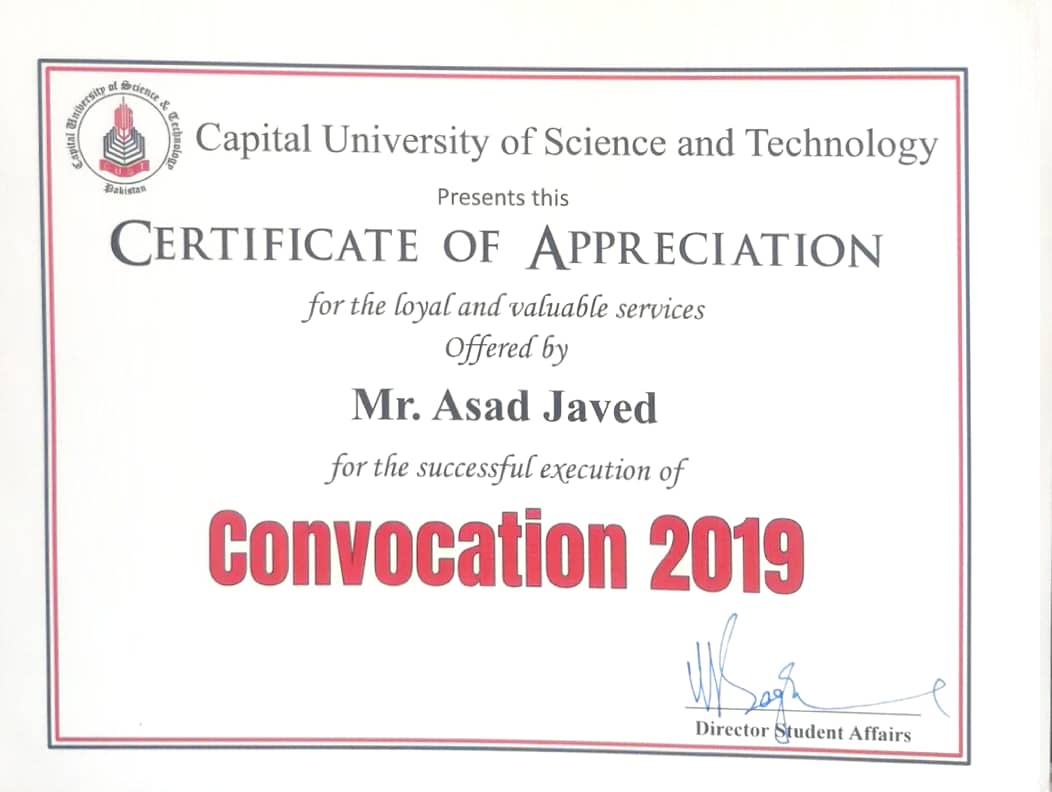 Capital University of Science & Technology
CUST
Pakistan
Capital University of Science and Technology
Presents this
CERTIFICATE OF APPRECIATION
for the loyal and valuable services
Offered by
Mr. Asad Javed
for the successful execution of
Convocation 2019
Director Student Affairs